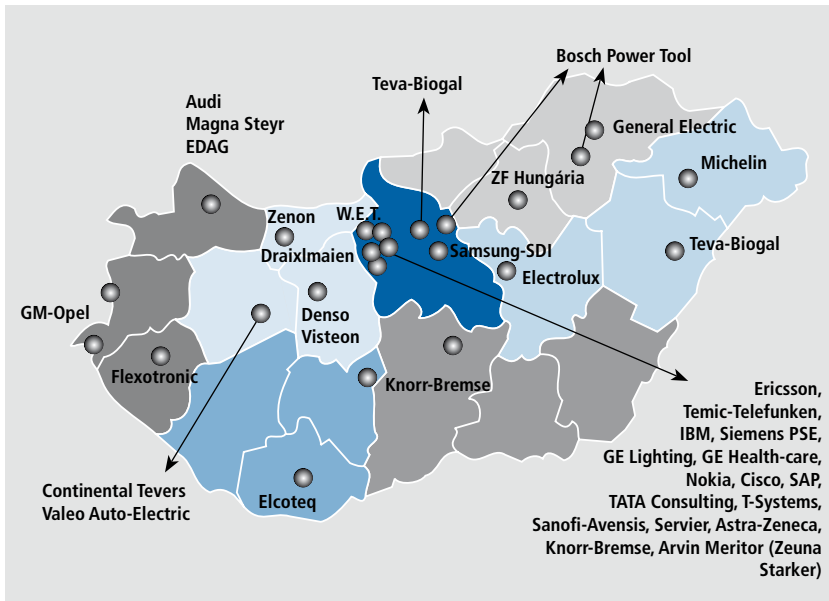 Bosch Power Tool
Teva-Biogal
Audi
Magna Steyr
EDAG
General Electric
Michelin
ZF Hungária
Zenon
W.E.T.
Draixlmaien
Samsung-SDI
Teva-Biogal
Electrolux
GM-Opel
Denso
Visteon
Flexotronic
Knorr-Bremse
Ericsson,
Temic-Telefunken,
IBM, Siemens PSE,
GE Lighting, GE Health-care,
Nokia, Cisco, SAP,
TATA Consulting, T-Systems,
Sanofi-Avensis, Servier, Astra-Zeneca,
Knorr-Bremse, Arvin Meritor (Zeuna
Starker)
Continental Tevers
Valeo Auto-Electric
Elcoteq